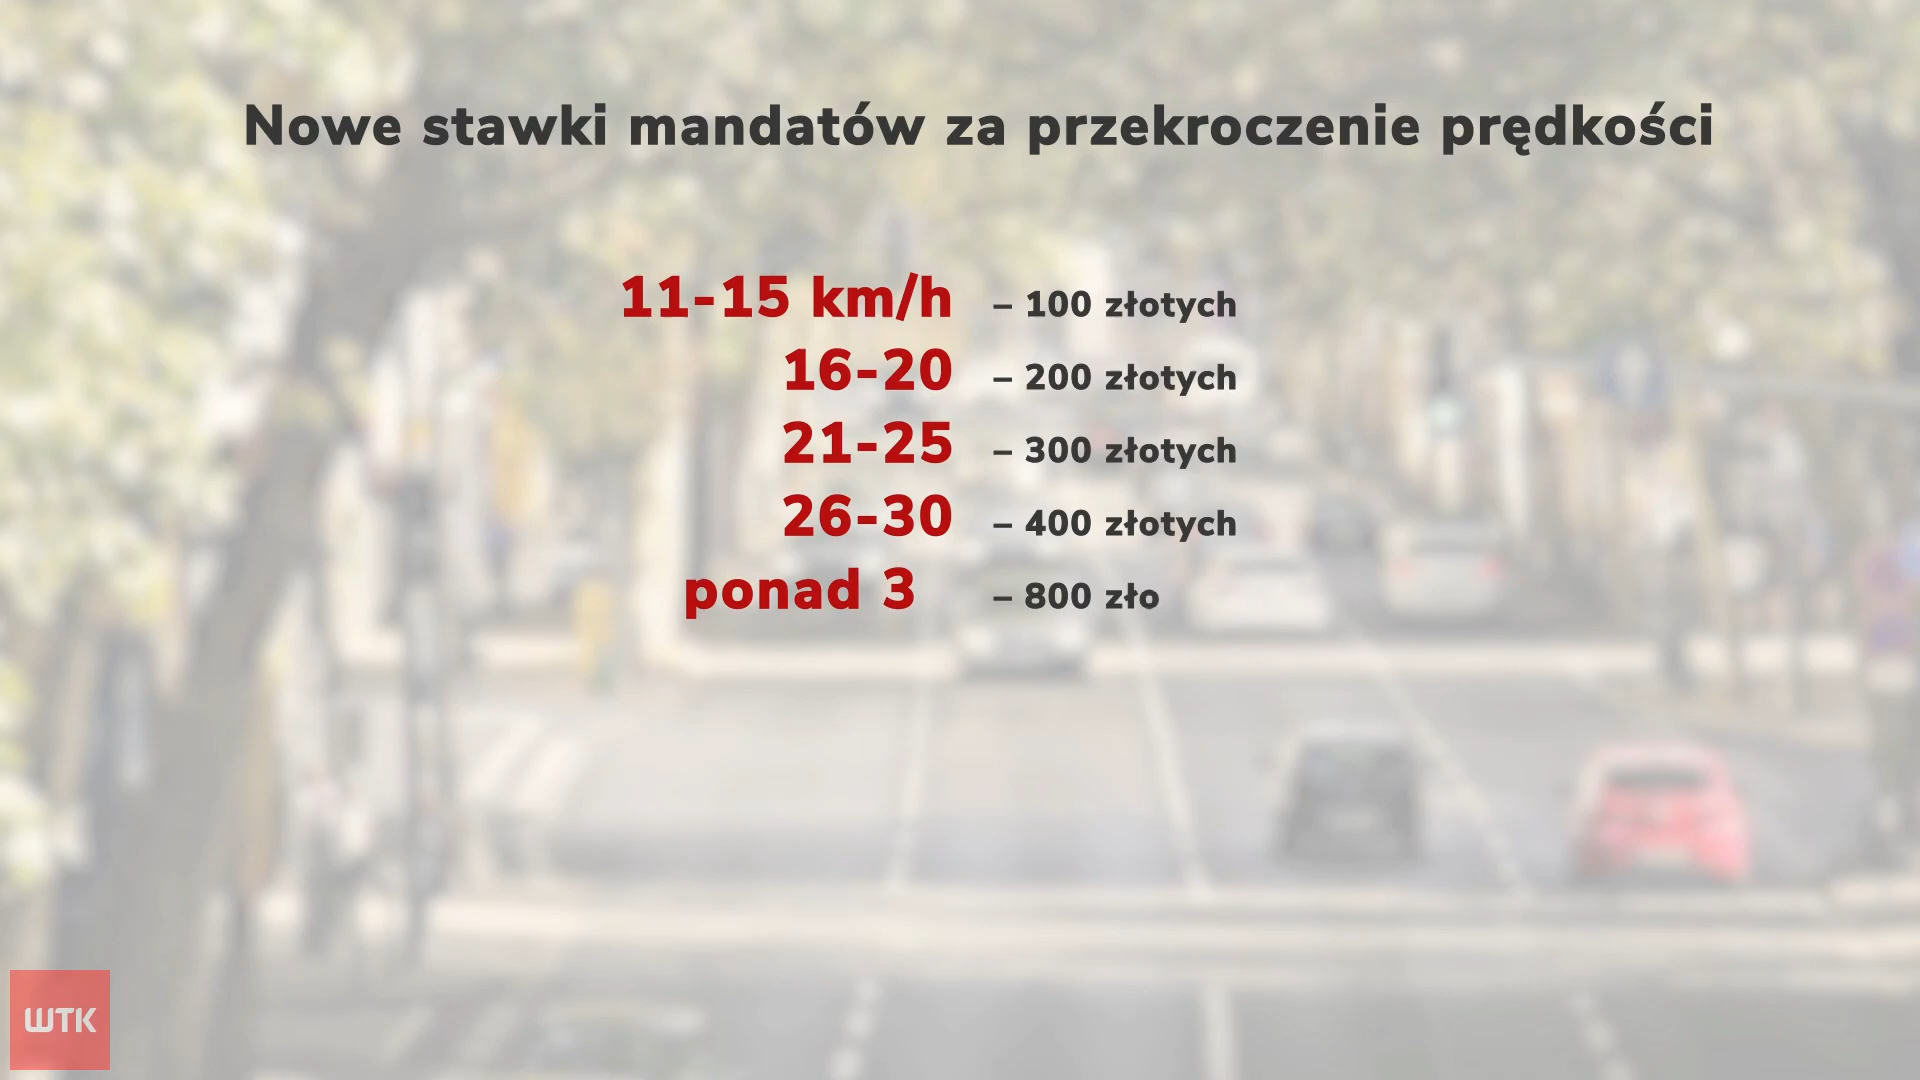 Nowe stawki mandatów za przekroczenie prędkości
11-15 km/h – 100 złotych
16-20 – 200 złotych
21-25 – 300 złotych
26-30 – 400 złotych
ponad 3 – 800 zło
WTK